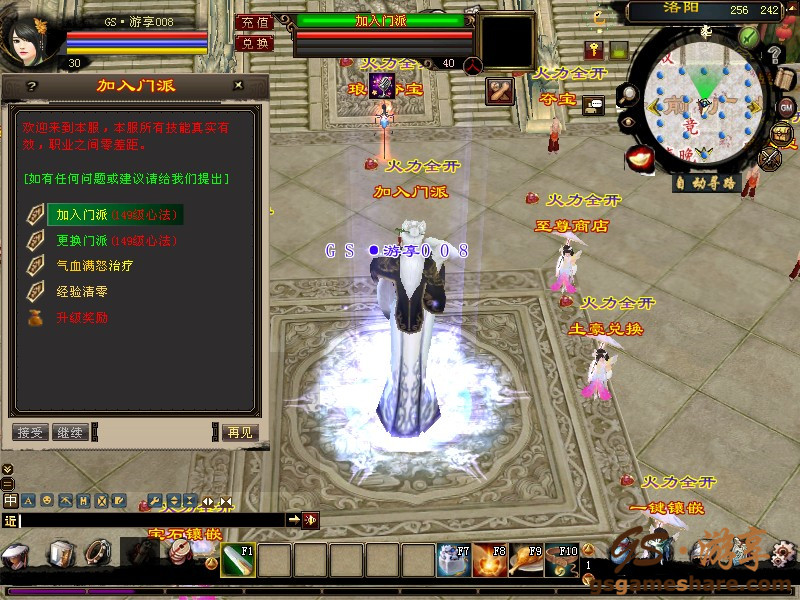 GS·游享008
30
充值
兑换
加入门派
40
洛阳
256 242
GM
自动寻路
加入门派
欢迎来到本服，本服所有技能真实有
效，职业之间零差距。
[如有任何问题或建议请给我们提出]
加入门派(149级心法)
更换门派(149级心法)
气血满怒治疗
经验清零
升级奖励
接受
继续
再见
火力全开
火力全开
夺宝
火力全开
加入门派
GS●游享008
火力全开
至尊商店
火力全开
土豪兑换
火力全开
一键镶嵌
宝石镶嵌
近
F1
F7
F8
F9
F10
1
GS·游享
gsgameshare.com